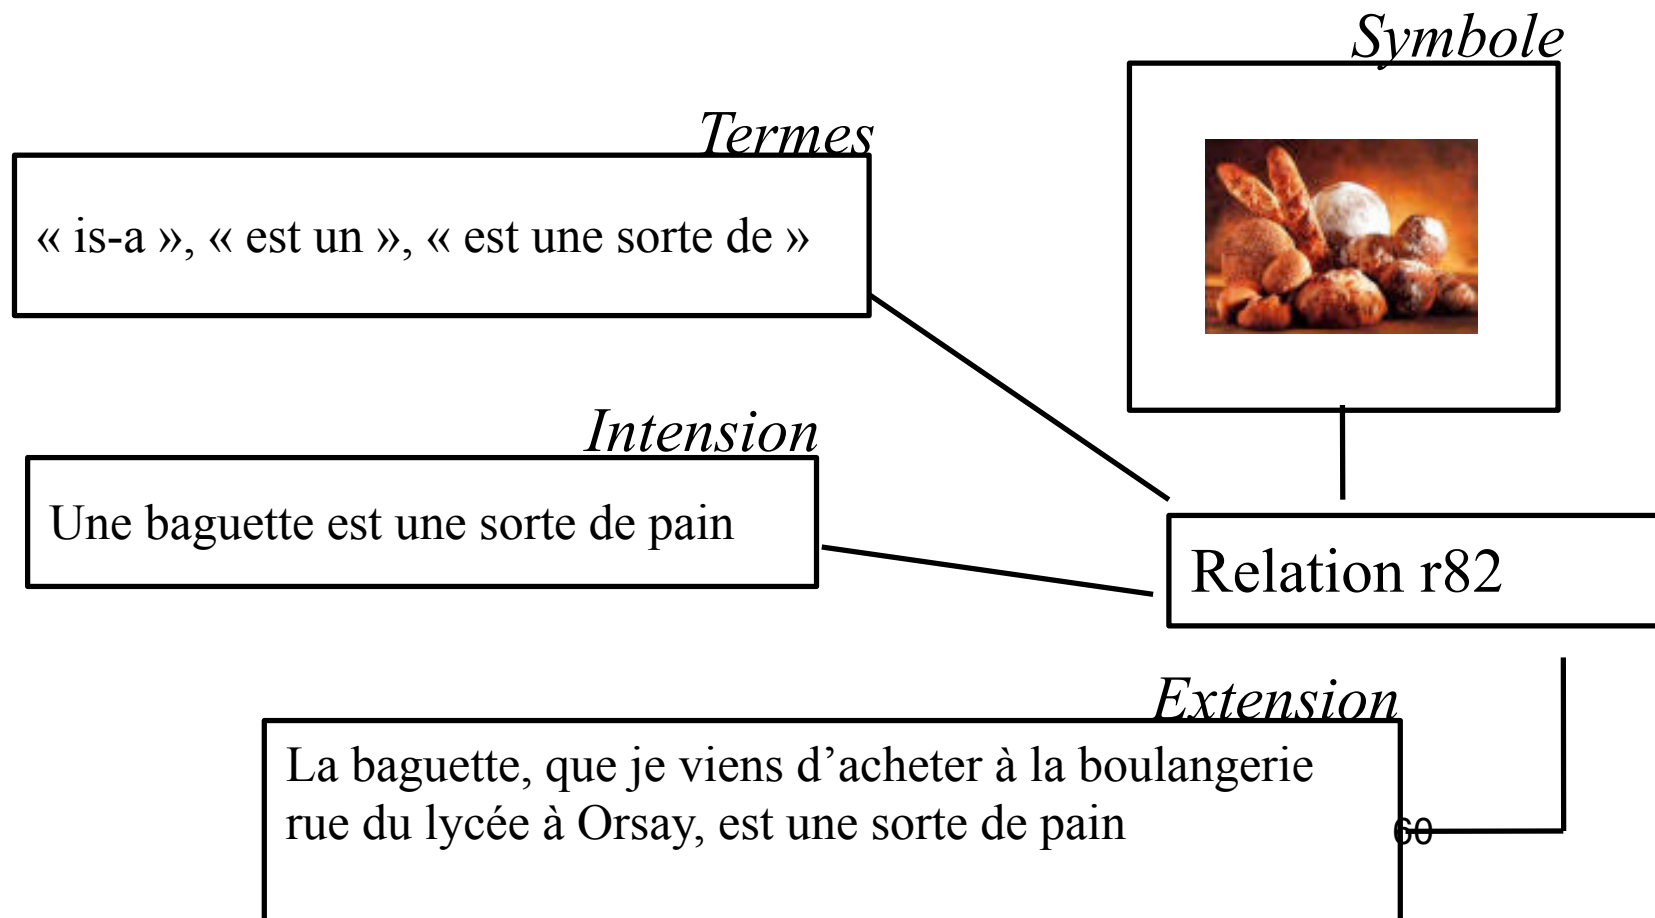 Symbole
Termes
« is-a », « est un », « est une sorte de »
Intension
Une baguette est une sorte de pain
Relation r82
Extension
La baguette, que je viens d’acheter à la boulangerie
rue du lycée à Orsay, est une sorte de pain
60